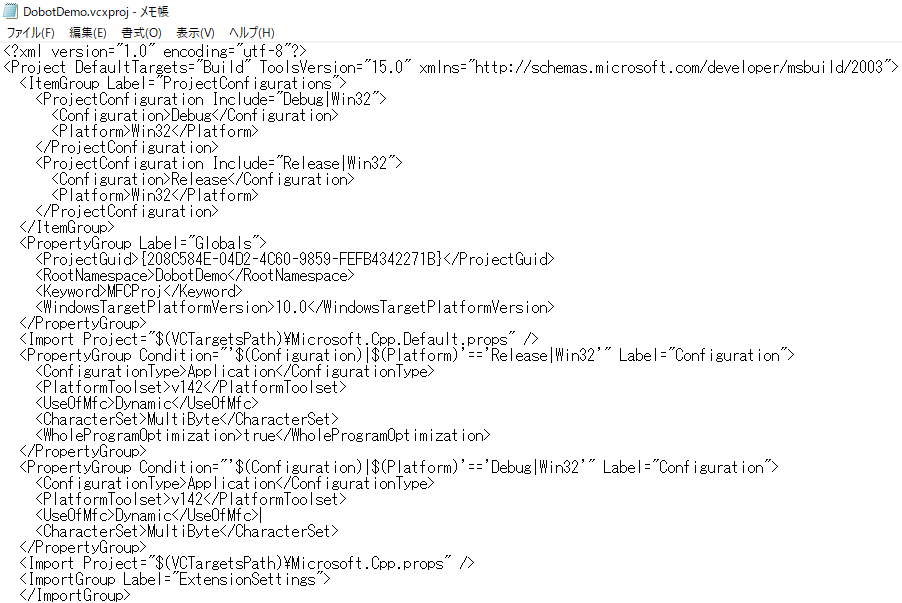 DobotDemo.vcxproj - メモ帳
ファイル(F) 編集(E) 書式(O) 表示(V) ヘルプ(H)
<?xml version="1.0" encoding="utf-8"?>
<Project DefaultTargets="Build" ToolsVersion="15.0" xmlns="http://schemas.microsoft.com/developer/msbuild/2003">
  <ItemGroup Label="ProjectConfigurations">
    <ProjectConfiguration Include="Debug|Win32">
      <Configuration>Debug</Configuration>
      <Platform>Win32</Platform>
    </ProjectConfiguration>
    <ProjectConfiguration Include="Release|Win32">
      <Configuration>Release</Configuration>
      <Platform>Win32</Platform>
    </ProjectConfiguration>
  </ItemGroup>
  <PropertyGroup Label="Globals">
    <ProjectGuid>{208C584E-04D2-4C60-9859-FEFB4342271B}</ProjectGuid>
    <RootNamespace>DobotDemo</RootNamespace>
    <Keyword>MFCProj</Keyword>
    <WindowsTargetPlatformVersion>10.0</WindowsTargetPlatformVersion>
  </PropertyGroup>
  <Import Project="$(VCTargetsPath)¥Microsoft.Cpp.Default.props" />
  <PropertyGroup Condition="'$(Configuration)|$(Platform)'=='Release|Win32'" Label="Configuration">
    <ConfigurationType>Application</ConfigurationType>
    <PlatformToolset>v142</PlatformToolset>
    <UseOfMfc>Dynamic</UseOfMfc>
    <CharacterSet>MultiByte</CharacterSet>
    <WholeProgramOptimization>true</WholeProgramOptimization>
  </PropertyGroup>
  <PropertyGroup Condition="'$(Configuration)|$(Platform)'=='Debug|Win32'" Label="Configuration">
    <ConfigurationType>Application</ConfigurationType>
    <PlatformToolset>v142</PlatformToolset>
    <UseOfMfc>Dynamic</UseOfMfc>
    <CharacterSet>MultiByte</CharacterSet>
  </PropertyGroup>
  <Import Project="$(VCTargetsPath)¥Microsoft.Cpp.props" />
  <ImportGroup Label="ExtensionSettings">
  </ImportGroup>